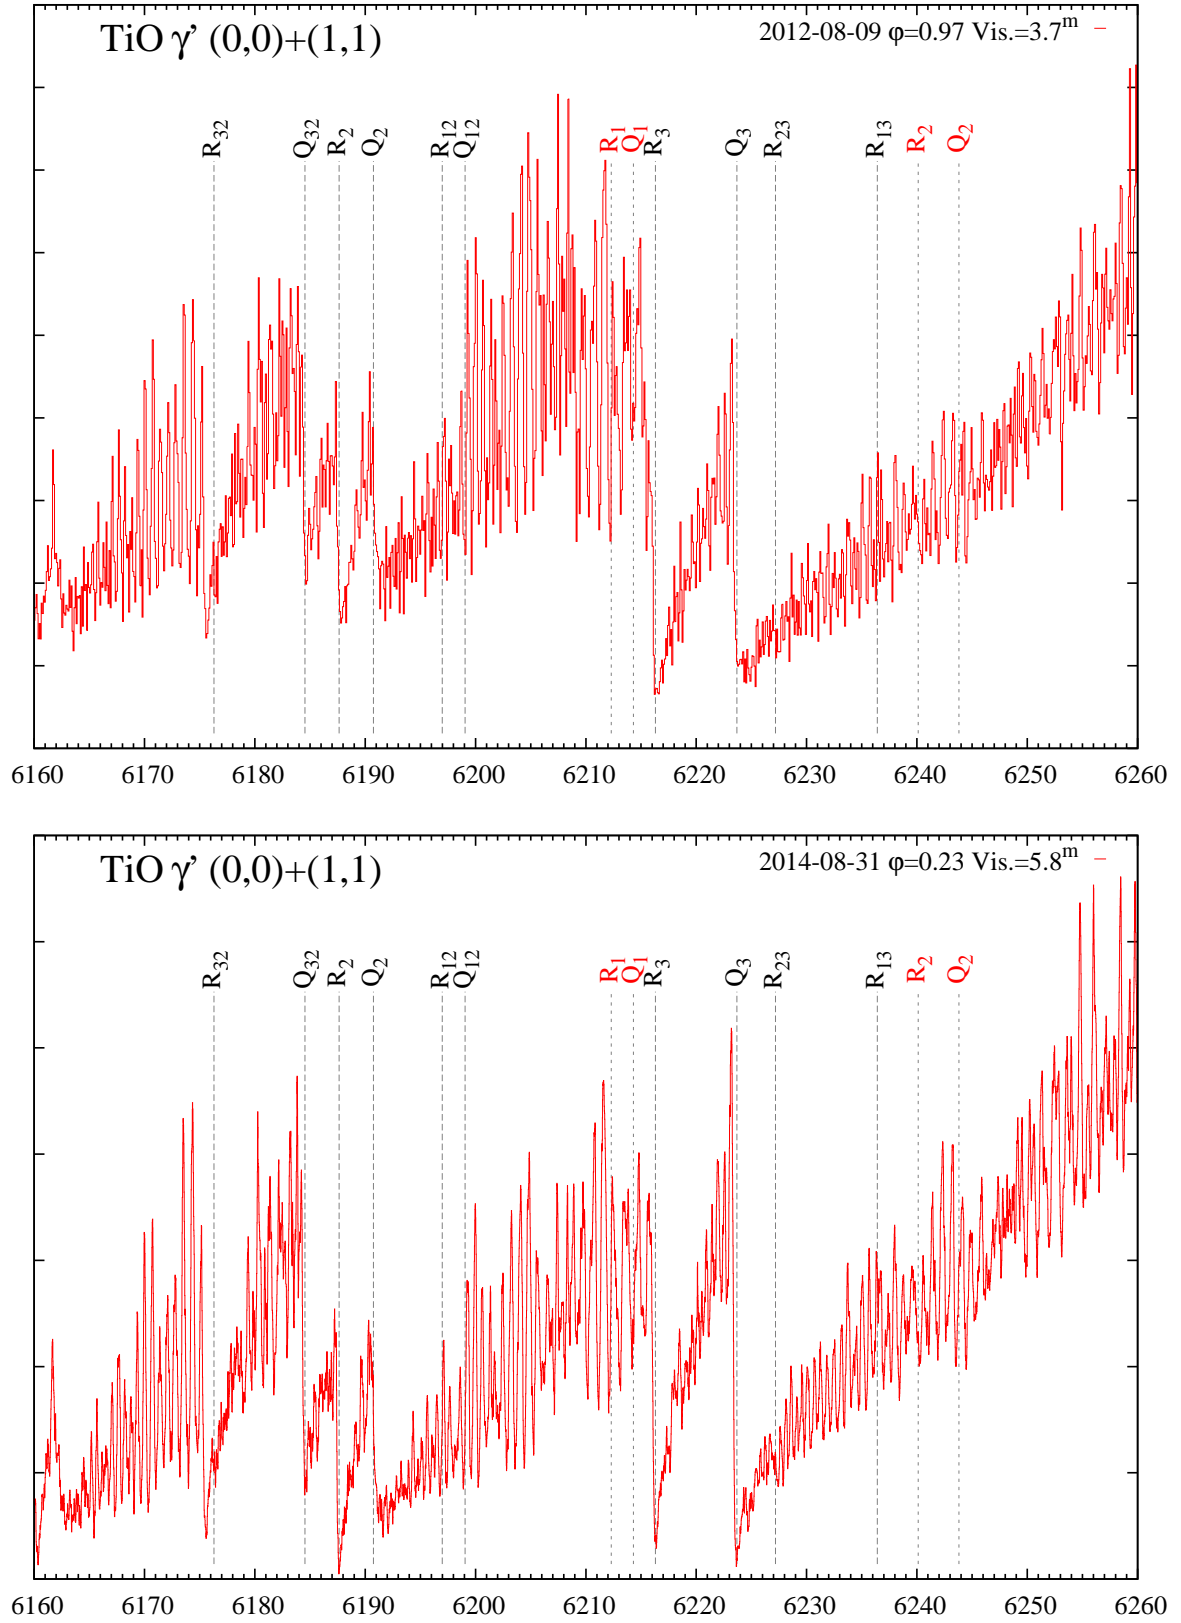 TiO γ’ (0,0)+(1,1)
2012-08-09 φ=0.97 Vis.=3.7m
R32 Q32 R2 Q2 R12 Q12 R1 Q1 R3 Q3 R23 R13 R2 Q2
6160 6170 6180 6190 6200 6210 6220 6230 6240 6250 6260
TiO γ’ (0,0)+(1,1)
2014-08-31 φ=0.23 Vis.=5.8m
R32 Q32 R2 Q2 R12 Q12 R1 Q1 R3 Q3 R23 R13 R2 Q2
6160 6170 6180 6190 6200 6210 6220 6230 6240 6250 6260